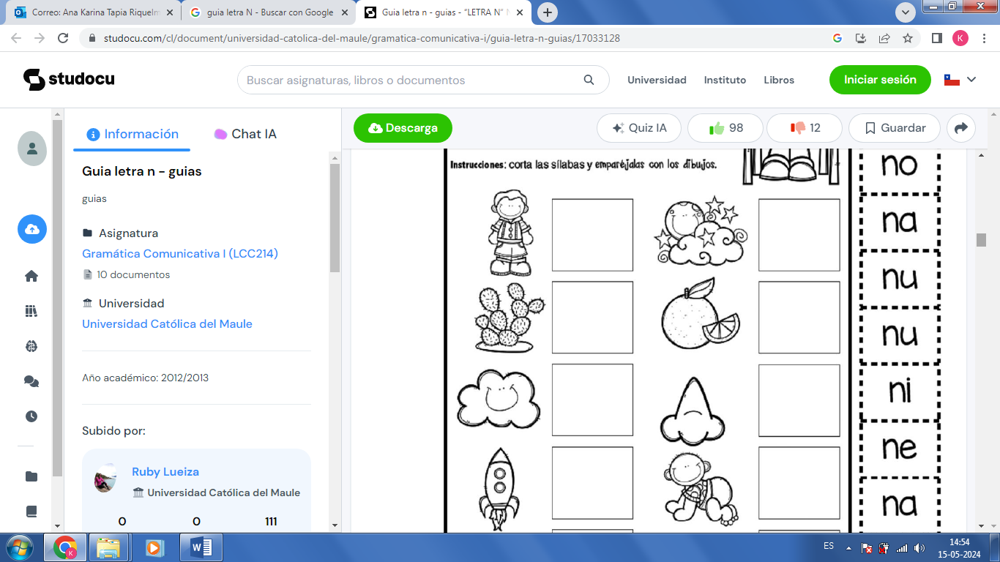 Correo: Ana Karina Tapia Riquelm
guia letra N - Buscar con Google
Guia letra n - guias - "LETRA N"
studocu.com/cl/document/universidad-catolica-del-maule/gramatica-comunicativa-i/guia-letra-n-guias/17033128
K
studocu
Buscar asignaturas, libros o documentos
Universidad
Instituto
Libros
Iniciar sesión
Información
Chat IA
Descarga
Quiz IA
98
12
Guardar
Guia letra n - guias
guias
Asignatura
Gramática Comunicativa I (LCC214)
10 documentos
Universidad
Universidad Católica del Maule
Año académico: 2012/2013
Subido por:
Ruby Lueiza
Universidad Católica del Maule
0 0 111
Instrucciones: corta las sílabas y emparéjalas con los dibujos.
no
na
nu
nu
ni
ne
na
K
W
ES
14:54
15-05-2024